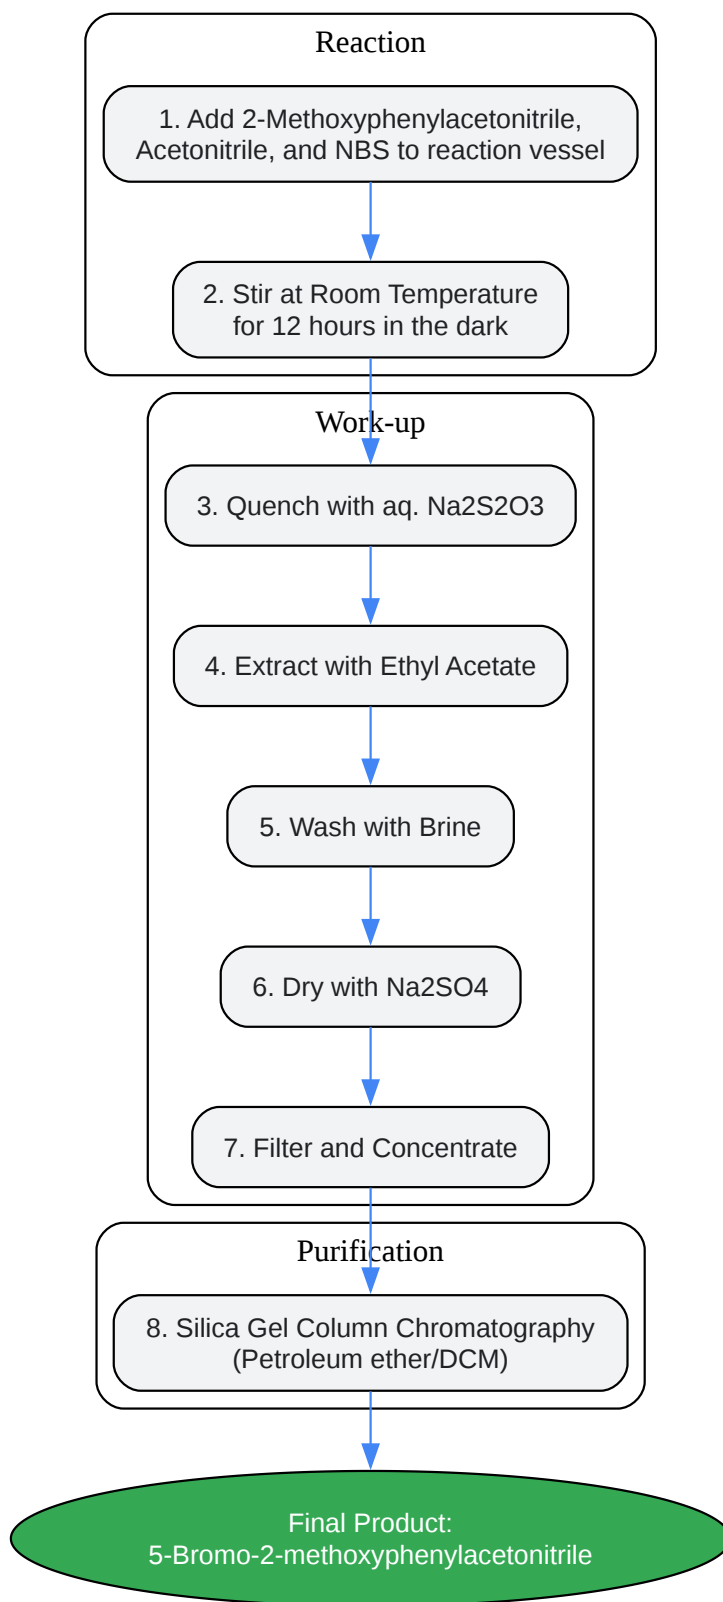 Reaction
1. Add 2-Methoxyphenylacetonitrile,
Acetonitrile, and NBS to reaction vessel
2. Stir at Room Temperature
for 12 hours in the dark
Work-up
3. Quench with aq. Na2S2O3
4. Extract with Ethyl Acetate
5. Wash with Brine
6. Dry with Na2SO4
7. Filter and Concentrate
Purification
8. Silica Gel Column Chromatography
(Petroleum ether/DCM)
Final Product:
5-Bromo-2-methoxyphenylacetonitrile